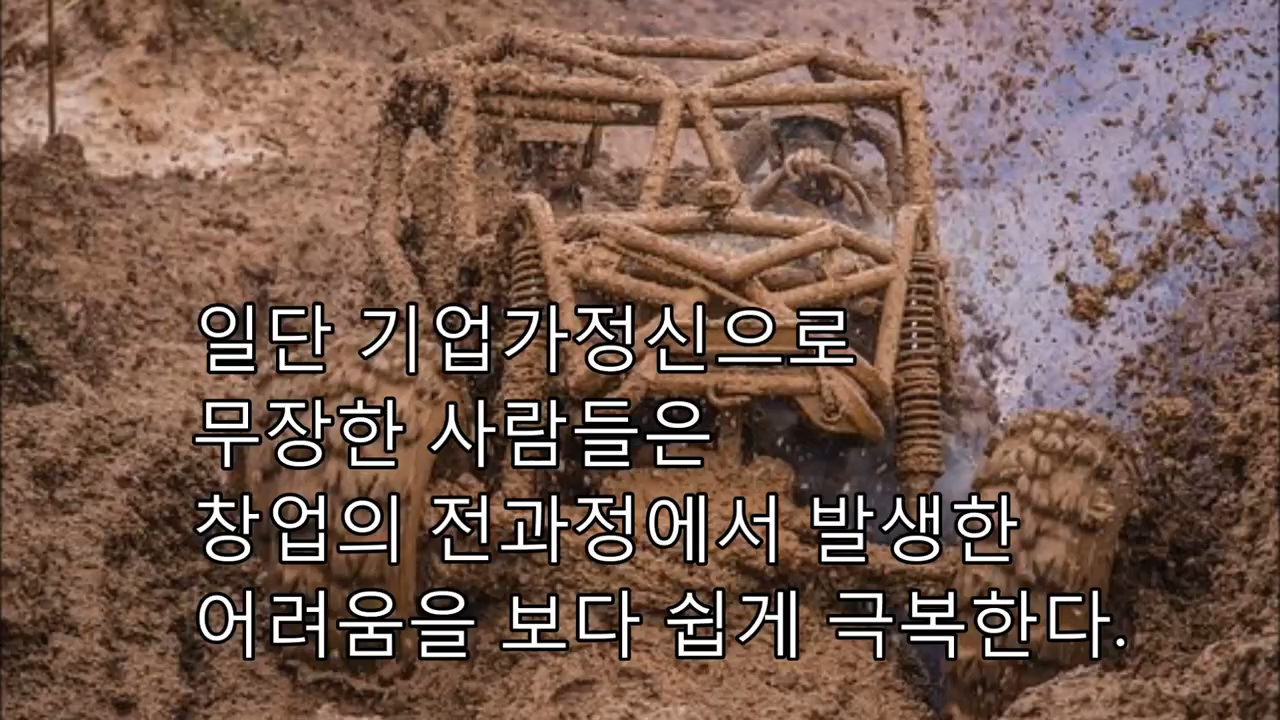 일단 기업가정신으로
무장한 사람들은
창업의 전과정에서 발생한
어려움을 보다 쉽게 극복한다.